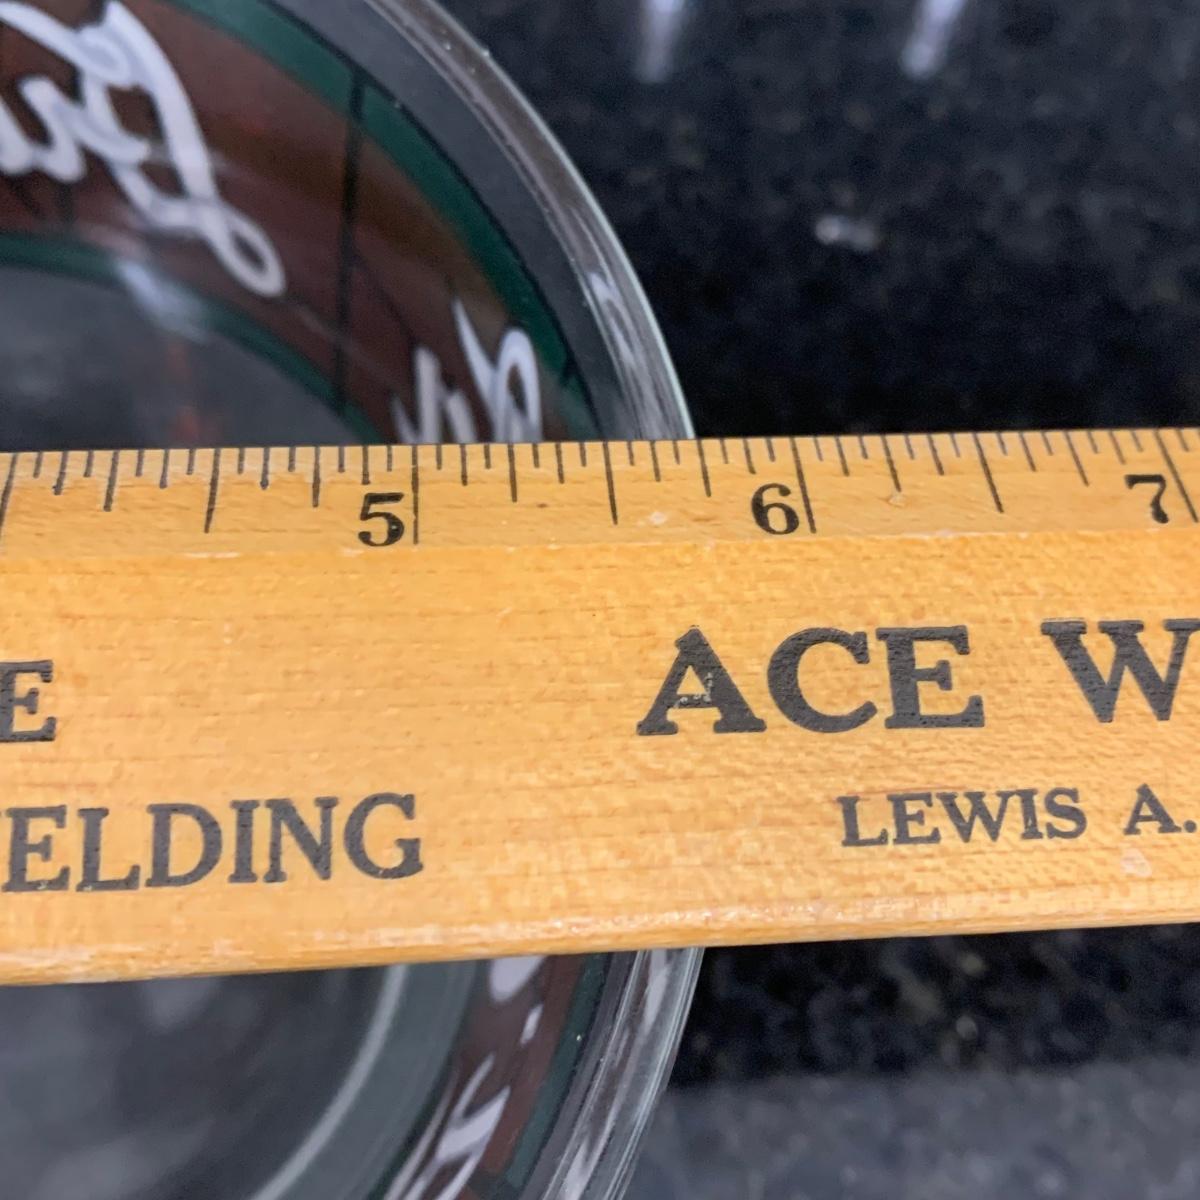 5 6 7
E ACE W
ELDING LEWIS A.